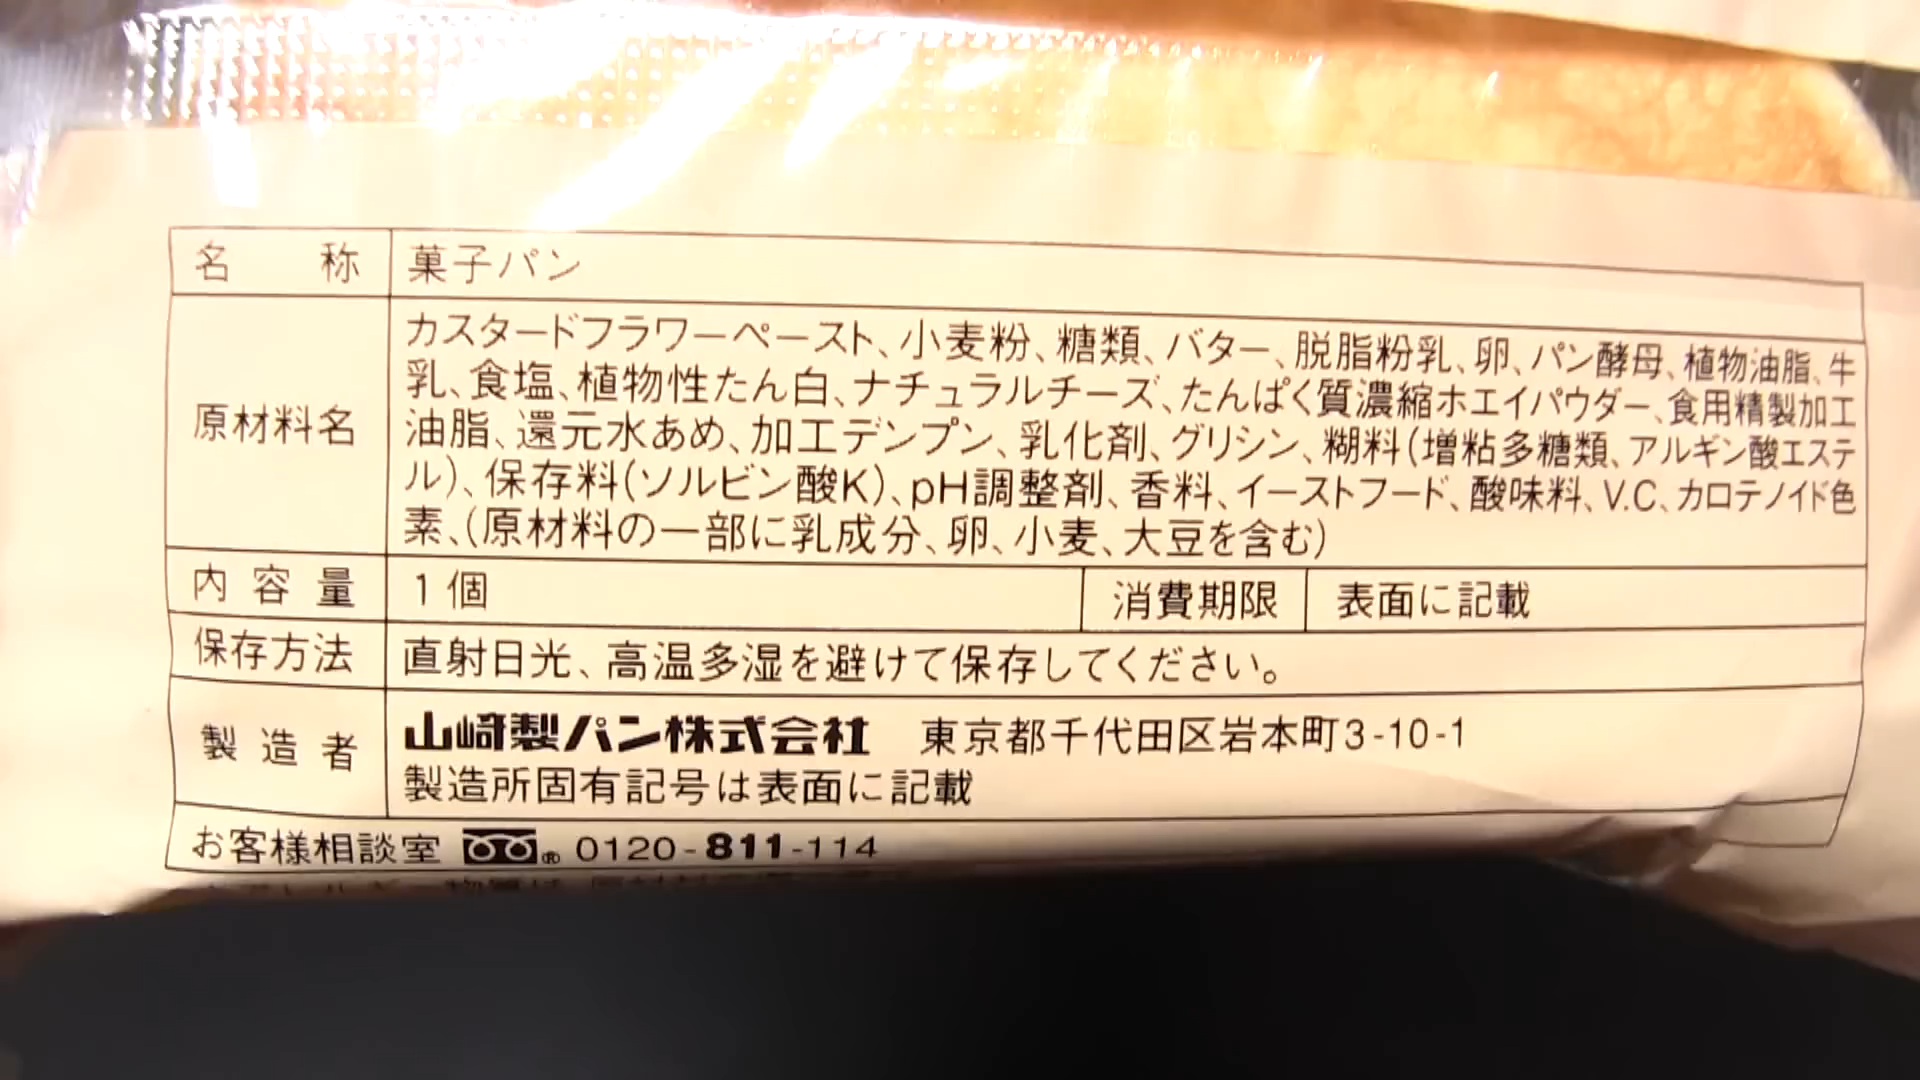 名称 菓子パン
原材料名 カスタードフラワーペースト、小麦粉、糖類、バター、脱脂粉乳、卵、パン酵母、植物油脂、牛
乳、食塩、植物性たん白、ナチュラルチーズ、たんぱく質濃縮ホエイパウダー、食用精製加工
油脂、還元水あめ、加工デンプン、乳化剤、グリシン、糊料(増粘多糖類、アルギン酸エステ
ル)、保存料(ソルビン酸K)、pH調整剤、香料、イーストフード、酸味料、V.C、カロテノイド色
素、(原材料の一部に乳成分、卵、小麦、大豆を含む)
内容量 1個 消費期限 表面に記載
保存方法 直射日光、高温多湿を避けて保存してください。
製造者 山崎製パン株式会社 東京都千代田区岩本町3-10-1
製造所固有記号は表面に記載
お客様相談室 ® 0120-811-114